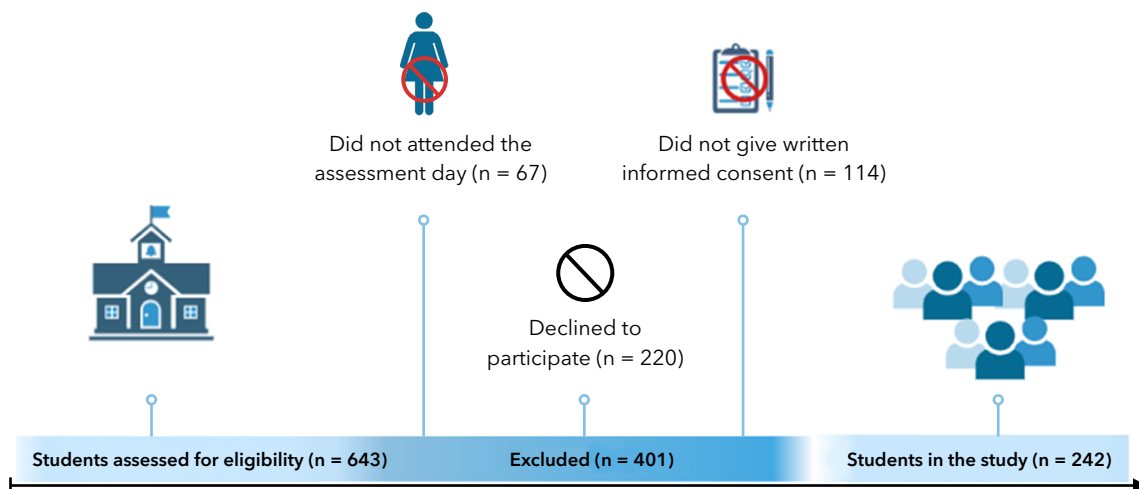 Did not attended the
assessment day (n = 67)
Did not give written
informed consent (n = 114)
Declined to
participate (n = 220)
Students assessed for eligibility (n = 643)
Excluded (n = 401)
Students in the study (n = 242)